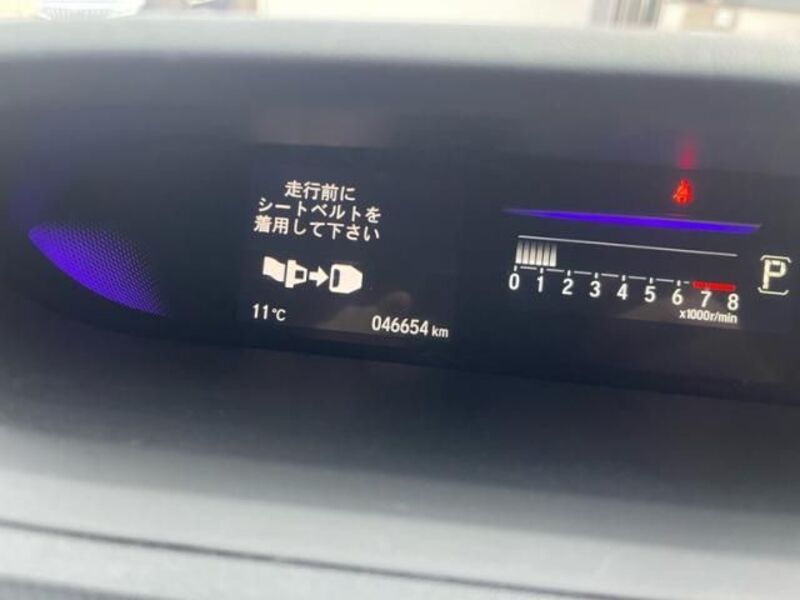 走行前に
シートベルトを
着用して下さい
11℃
046654 km
0 1 2 3 4 5 6 7 8
x1000r/min
P